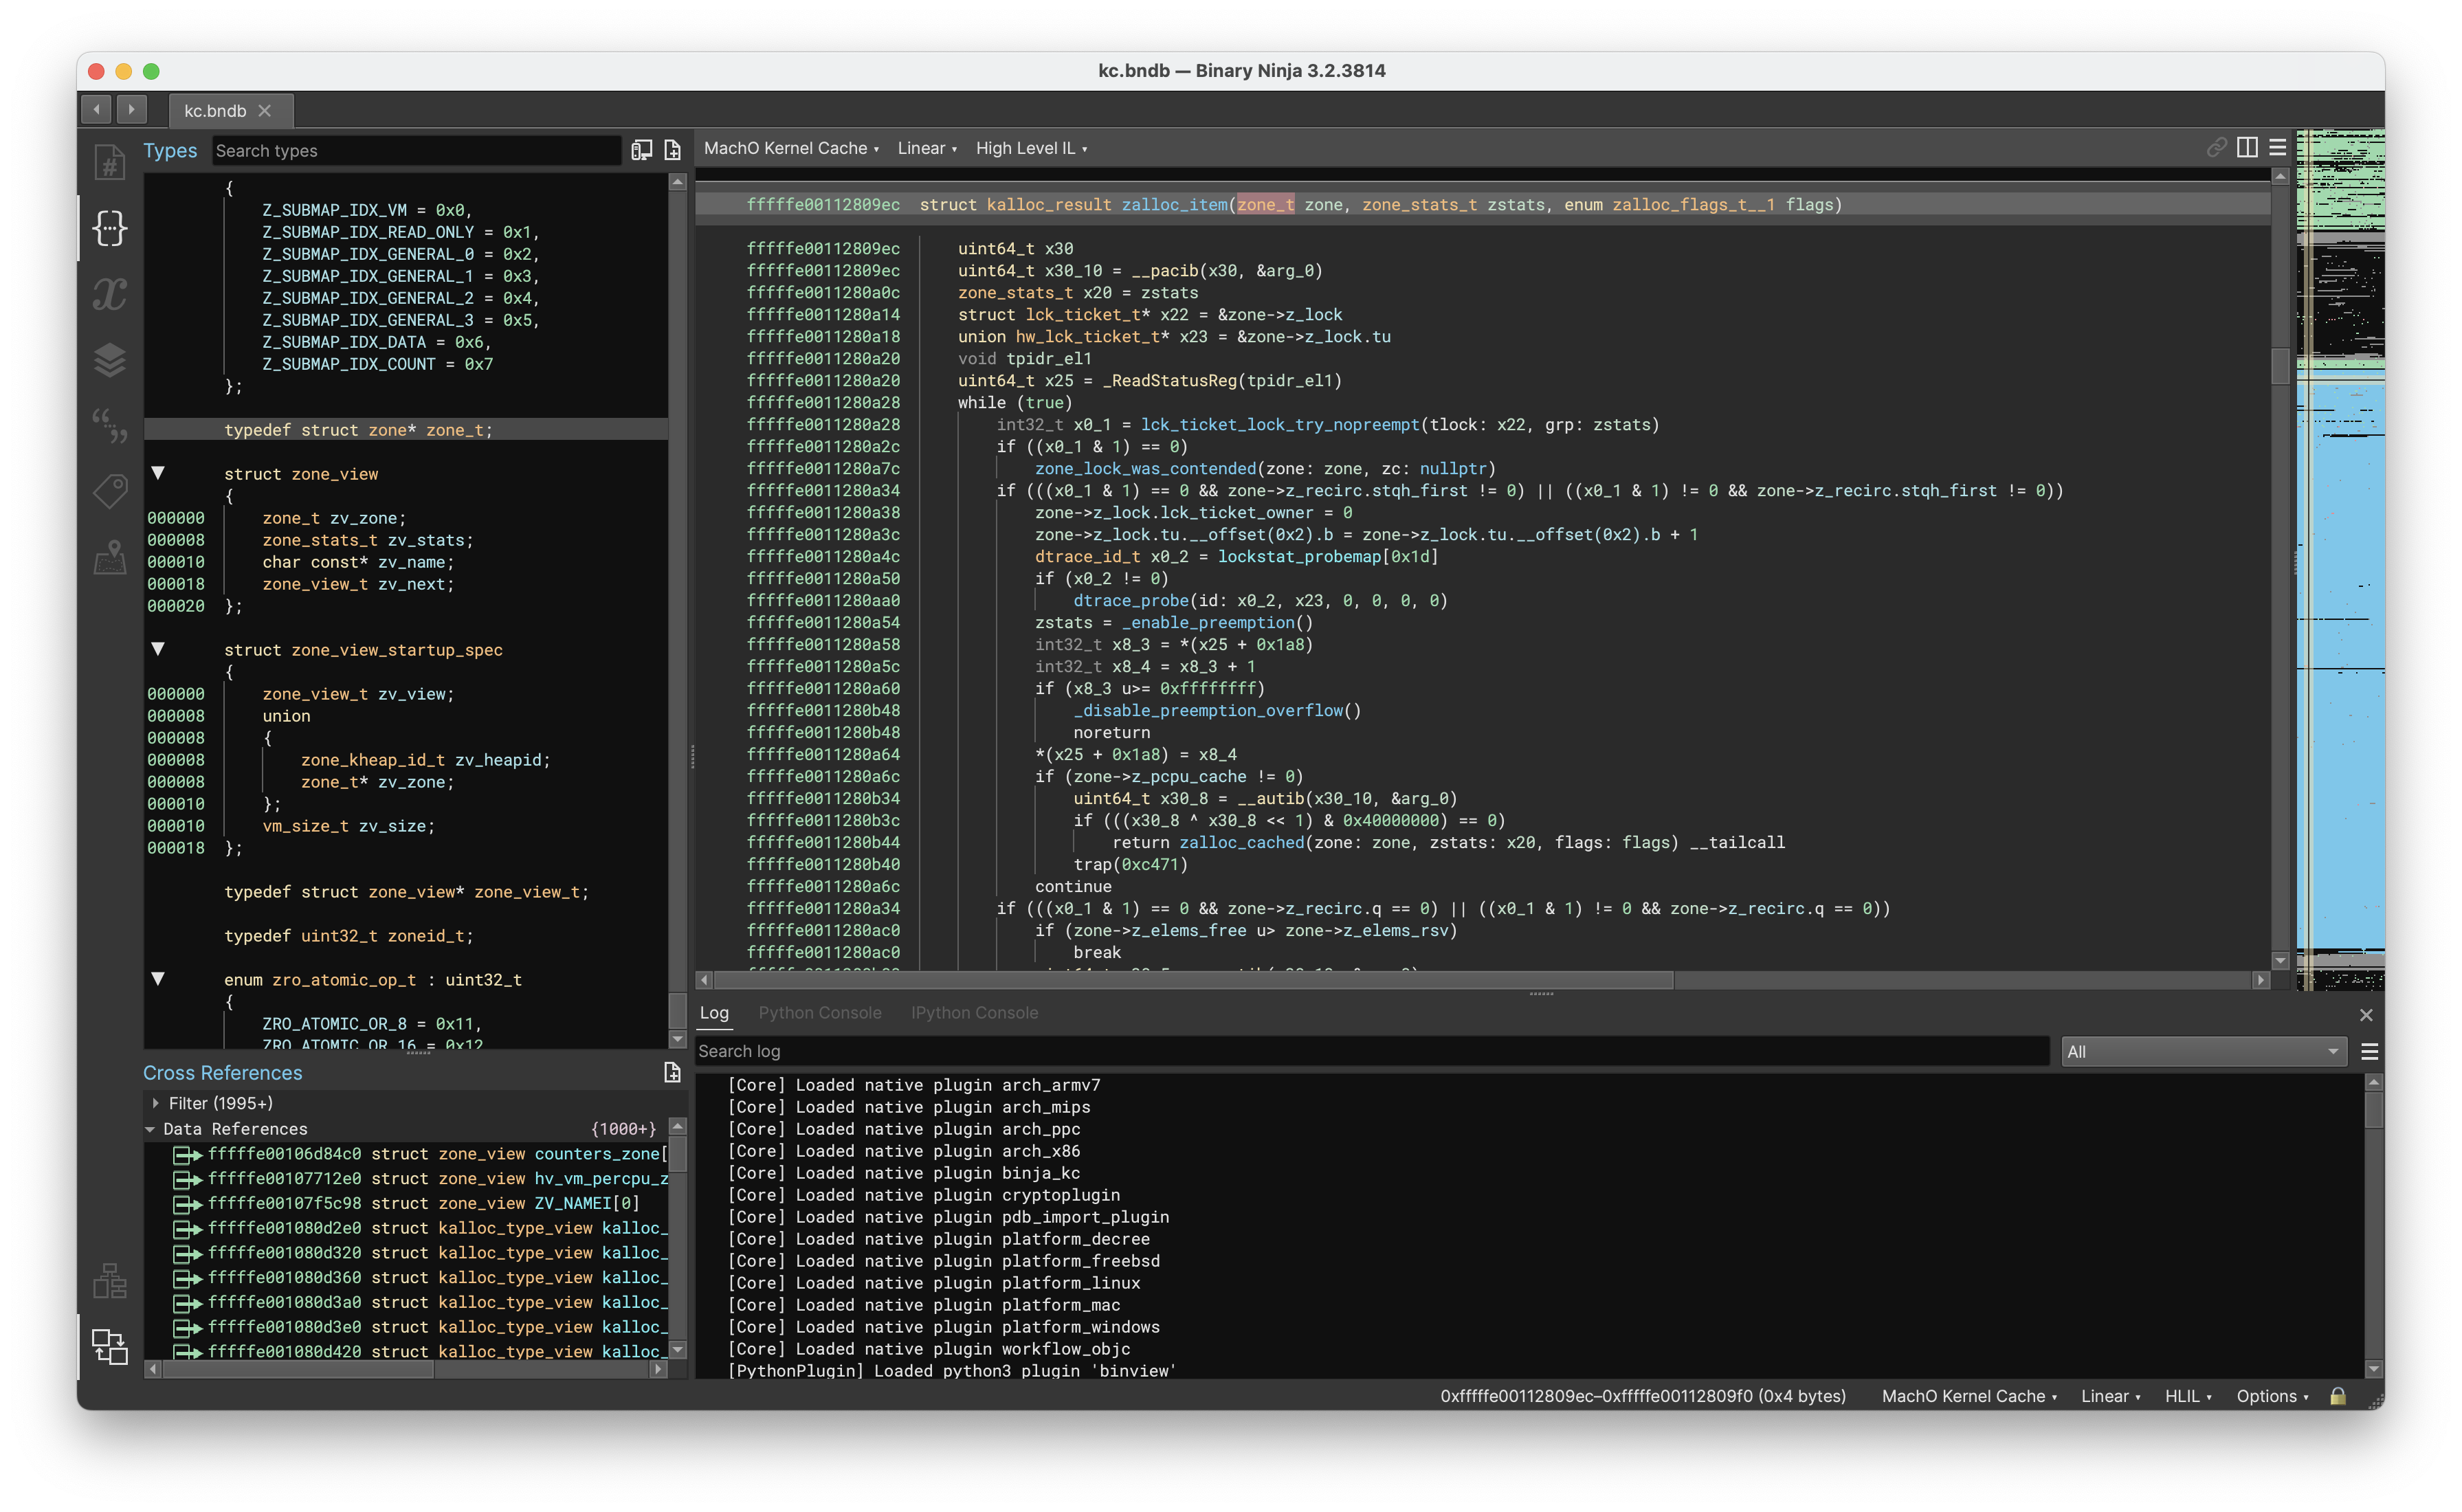 kc.bndb — Binary Ninja 3.2.3814
kc.bndb
Types
Search types
{
Z_SUBMAP_IDX_VM = 0x0,
Z_SUBMAP_IDX_READ_ONLY = 0x1,
Z_SUBMAP_IDX_GENERAL_0 = 0x2,
Z_SUBMAP_IDX_GENERAL_1 = 0x3,
Z_SUBMAP_IDX_GENERAL_2 = 0x4,
Z_SUBMAP_IDX_GENERAL_3 = 0x5,
Z_SUBMAP_IDX_DATA = 0x6,
Z_SUBMAP_IDX_COUNT = 0x7
};
typedef struct zone* zone_t;
struct zone_view
{
000000 zone_t zv_zone;
000008 zone_stats_t zv_stats;
000010 char const* zv_name;
000018 zone_view_t zv_next;
000020 };
struct zone_view_startup_spec
{
000000 zone_view_t zv_view;
000008 union
000008 {
000008 zone_kheap_id_t zv_heapid;
000008 zone_t* zv_zone;
000010 };
000010 vm_size_t zv_size;
000018 };
typedef struct zone_view* zone_view_t;
typedef uint32_t zoneid_t;
enum zro_atomic_op_t : uint32_t
{
ZRO_ATOMIC_OR_8 = 0x11,
ZRO_ATOMIC_OR_16 = 0x12
Cross References
Filter (1995+)
Data References {1000+}
fffffe00106d84c0 struct zone_view counters_zone[
fffffe00107712e0 struct zone_view hv_vm_percpu_z
fffffe00107f5c98 struct zone_view ZV_NAMEI[0]
fffffe001080d2e0 struct kalloc_type_view kalloc_
fffffe001080d320 struct kalloc_type_view kalloc_
fffffe001080d360 struct kalloc_type_view kalloc_
fffffe001080d3a0 struct kalloc_type_view kalloc_
fffffe001080d3e0 struct kalloc_type_view kalloc_
fffffe001080d420 struct kalloc_type_view kalloc_
MachO Kernel Cache Linear High Level IL
fffffe00112809ec struct kalloc_result zalloc_item(zone_t zone, zone_stats_t zstats, enum zalloc_flags_t__1 flags)
fffffe00112809ec uint64_t x30
fffffe00112809ec uint64_t x30_10 = __pacib(x30, &arg_0)
fffffe0011280a0c zone_stats_t x20 = zstats
fffffe0011280a14 struct lck_ticket_t* x22 = &zone->z_lock
fffffe0011280a18 union hw_lck_ticket_t* x23 = &zone->z_lock.tu
fffffe0011280a20 void tpidr_el1
fffffe0011280a20 uint64_t x25 = _ReadStatusReg(tpidr_el1)
fffffe0011280a28 while (true)
fffffe0011280a28 int32_t x0_1 = lck_ticket_lock_try_nopreempt(tlock: x22, grp: zstats)
fffffe0011280a2c if ((x0_1 & 1) == 0)
fffffe0011280a7c zone_lock_was_contended(zone: zone, zc: nullptr)
fffffe0011280a34 if (((x0_1 & 1) == 0 && zone->z_recirc.stqh_first != 0) || ((x0_1 & 1) != 0 && zone->z_recirc.stqh_first != 0))
fffffe0011280a38 zone->z_lock.lck_ticket_owner = 0
fffffe0011280a3c zone->z_lock.tu.__offset(0x2).b = zone->z_lock.tu.__offset(0x2).b + 1
fffffe0011280a4c dtrace_id_t x0_2 = lockstat_probemap[0x1d]
fffffe0011280a50 if (x0_2 != 0)
fffffe0011280aa0 dtrace_probe(id: x0_2, x23, 0, 0, 0, 0)
fffffe0011280a54 zstats = _enable_preemption()
fffffe0011280a58 int32_t x8_3 = *(x25 + 0x1a8)
fffffe0011280a5c int32_t x8_4 = x8_3 + 1
fffffe0011280a60 if (x8_3 u>= 0xffffffff)
fffffe0011280b48 _disable_preemption_overflow()
fffffe0011280b48 noreturn
fffffe0011280a64 *(x25 + 0x1a8) = x8_4
fffffe0011280a6c if (zone->z_pcpu_cache != 0)
fffffe0011280b34 uint64_t x30_8 = __autib(x30_10, &arg_0)
fffffe0011280b3c if (((x30_8 ^ x30_8 << 1) & 0x40000000) == 0)
fffffe0011280b44 return zalloc_cached(zone: zone, zstats: x20, flags: flags) __tailcall
fffffe0011280b40 trap(0xc471)
fffffe0011280a6c continue
fffffe0011280a34 if (((x0_1 & 1) == 0 && zone->z_recirc.q == 0) || ((x0_1 & 1) != 0 && zone->z_recirc.q == 0))
fffffe0011280ac0 if (zone->z_elems_free u> zone->z_elems_rsv)
fffffe0011280ac0 break
Log Python Console IPython Console
Search log
All
[Core] Loaded native plugin arch_armv7
[Core] Loaded native plugin arch_mips
[Core] Loaded native plugin arch_ppc
[Core] Loaded native plugin arch_x86
[Core] Loaded native plugin binja_kc
[Core] Loaded native plugin cryptoplugin
[Core] Loaded native plugin pdb_import_plugin
[Core] Loaded native plugin platform_decree
[Core] Loaded native plugin platform_freebsd
[Core] Loaded native plugin platform_linux
[Core] Loaded native plugin platform_mac
[Core] Loaded native plugin platform_windows
[Core] Loaded native plugin workflow_objc
[PythonPlugin] Loaded python3 plugin 'binview'
0xfffffe00112809ec–0xfffffe00112809f0 (0x4 bytes) MachO Kernel Cache Linear HLIL Options